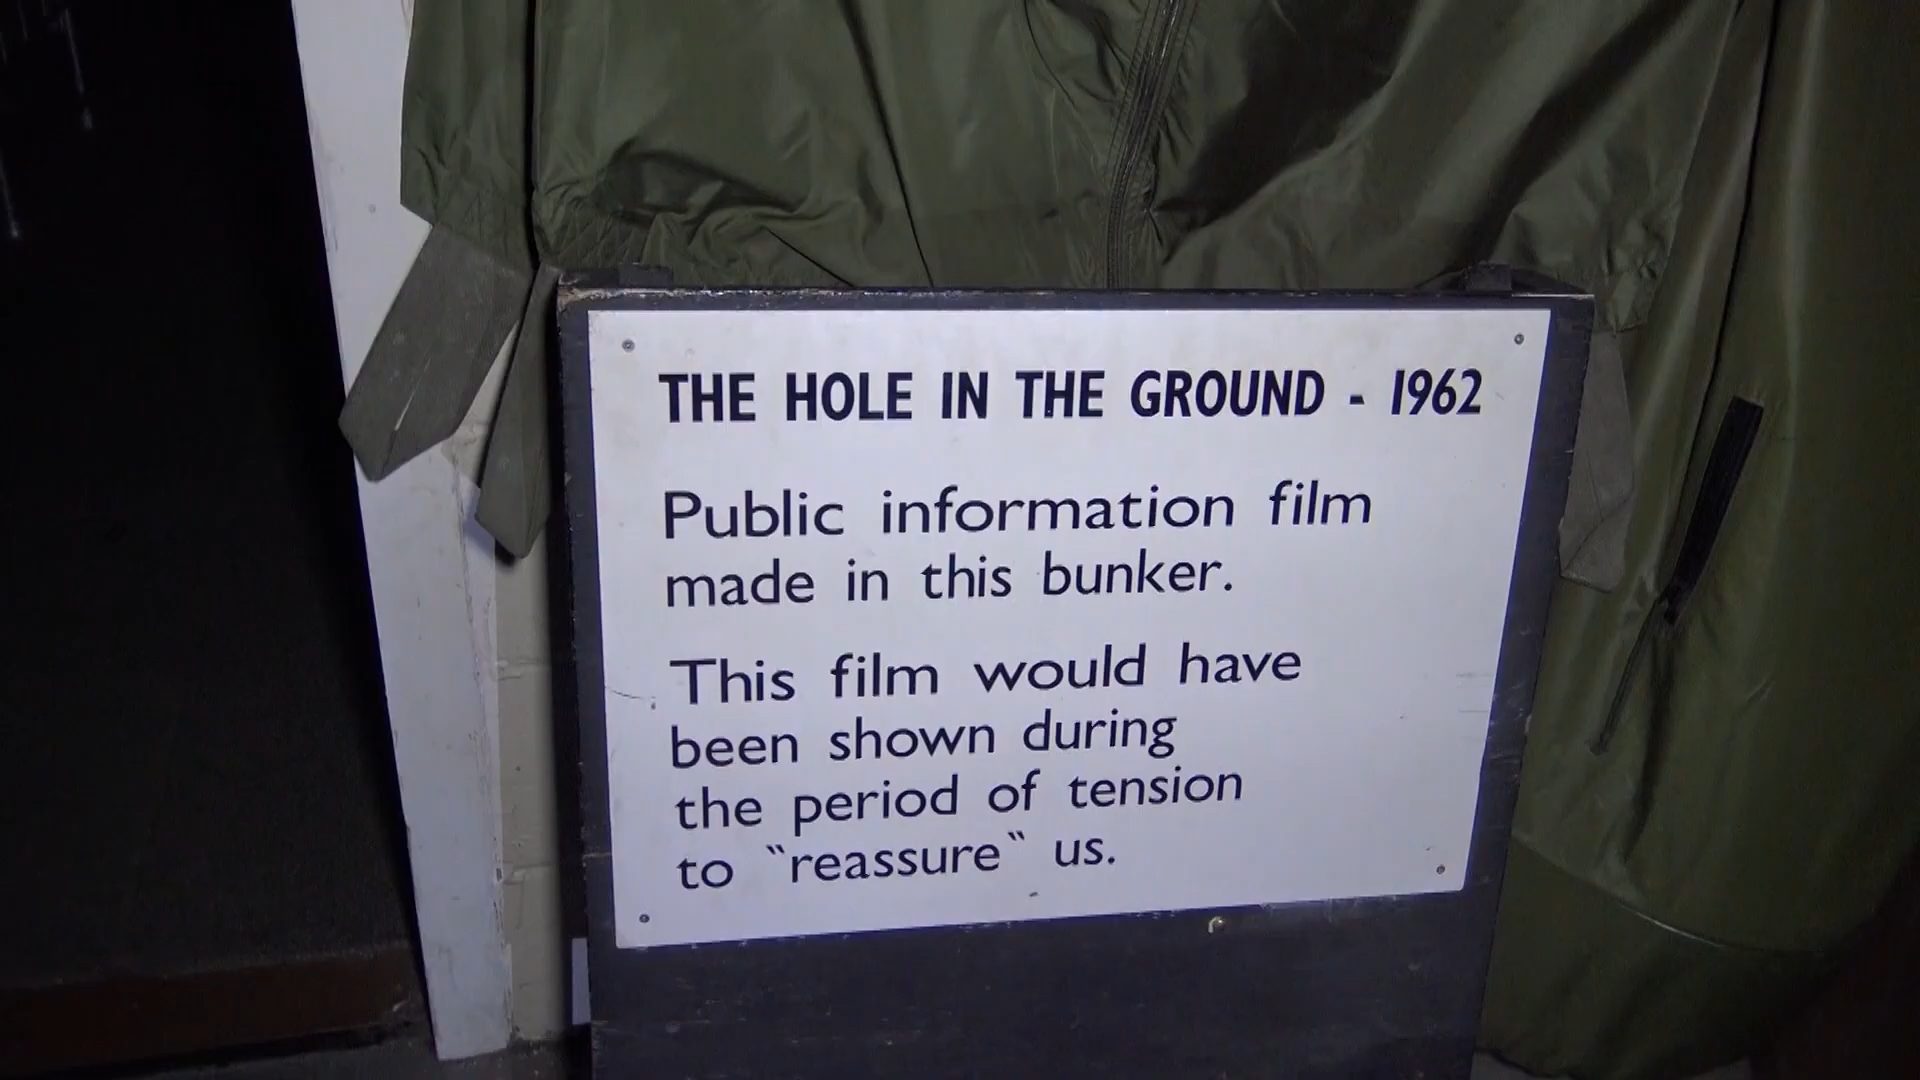 THE HOLE IN THE GROUND - 1962
Public information film
made in this bunker.
This film would have
been shown during
the period of tension
to "reassure" us.